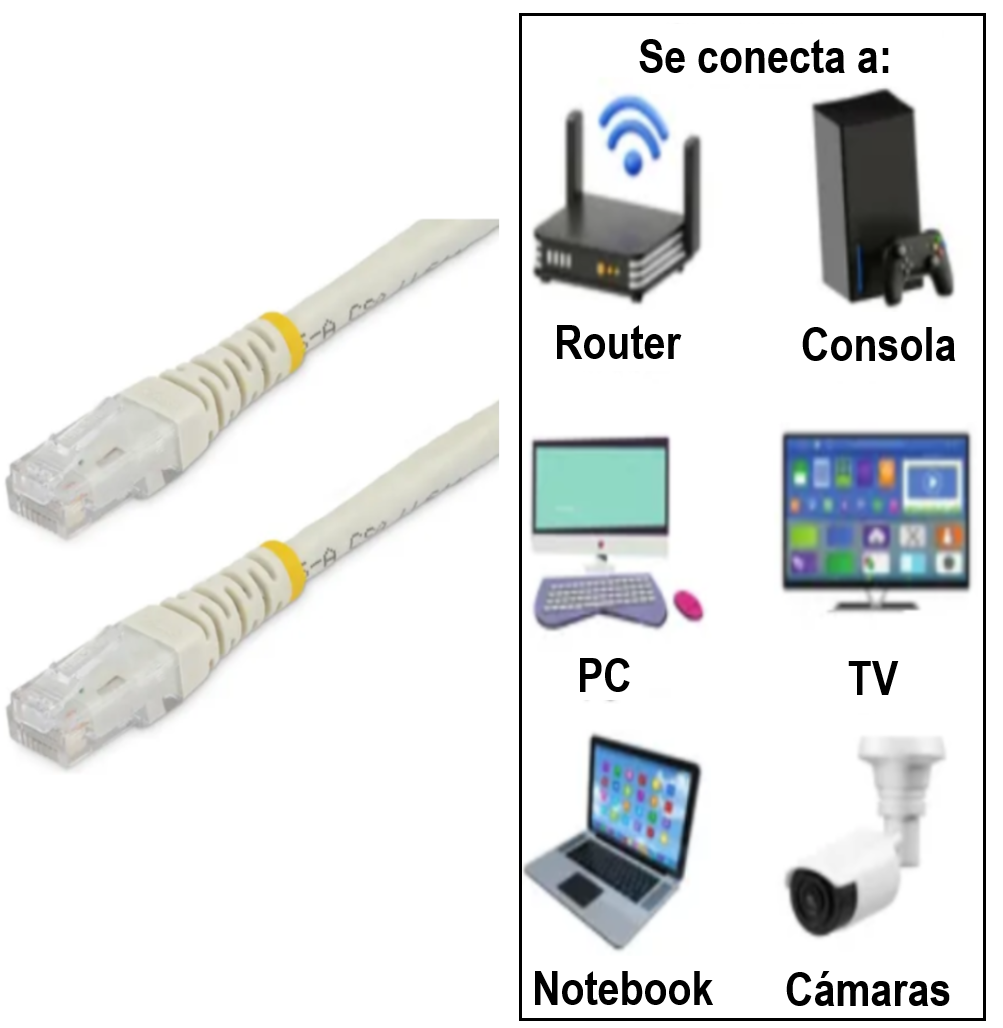 Se conecta a:
Router
Consola
PC
TV
Notebook
Cámaras